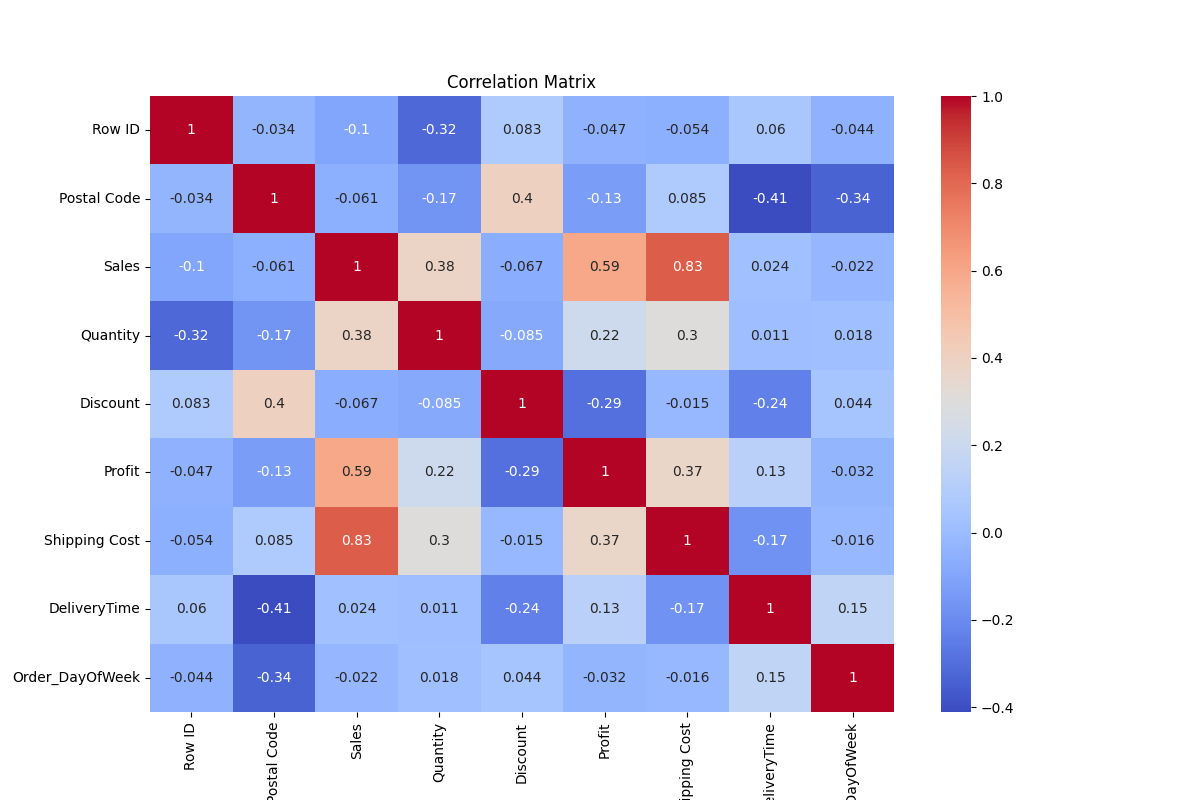 Correlation Matrix
Row ID 1 -0.034 -0.1 -0.32 0.083 -0.047 -0.054 0.06 -0.044
Postal Code -0.034 1 -0.061 -0.17 0.4 -0.13 0.085 -0.41 -0.34
Sales -0.1 -0.061 1 0.38 -0.067 0.59 0.83 0.024 -0.022
Quantity -0.32 -0.17 0.38 1 -0.085 0.22 0.3 0.011 0.018
Discount 0.083 0.4 -0.067 -0.085 1 -0.29 -0.015 -0.24 0.044
Profit -0.047 -0.13 0.59 0.22 -0.29 1 0.37 0.13 -0.032
Shipping Cost -0.054 0.085 0.83 0.3 -0.015 0.37 1 -0.17 -0.016
DeliveryTime 0.06 -0.41 0.024 0.011 -0.24 0.13 -0.17 1 0.15
Order_DayOfWeek -0.044 -0.34 -0.022 0.018 0.044 -0.032 -0.016 0.15 1
Row ID
Postal Code
Sales
Quantity
Discount
Profit
ipping Cost
eliveryTime
DayOfWeek
1.0
0.8
0.6
0.4
0.2
0.0
−0.2
−0.4